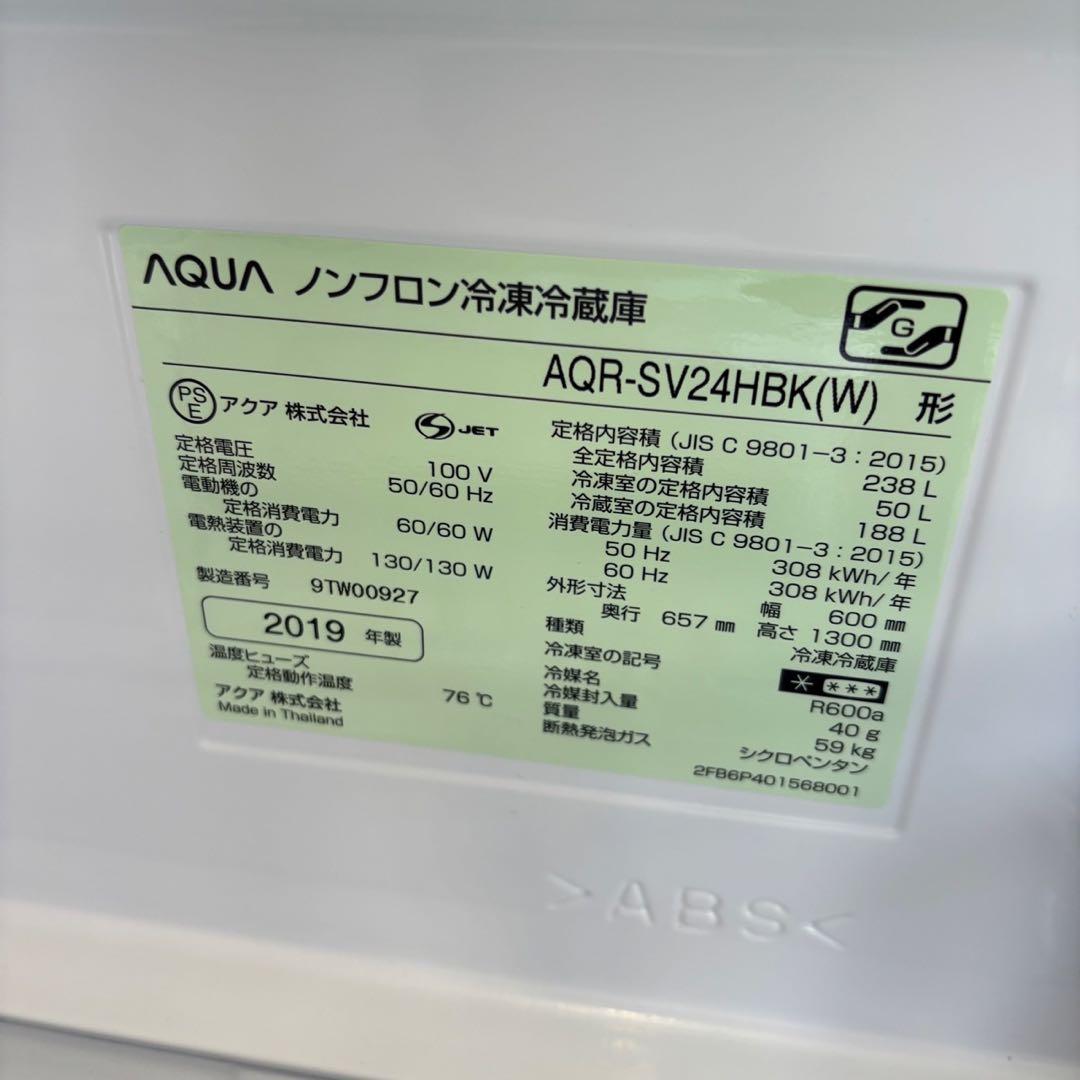 AQUA ノンフロン冷凍冷蔵庫
G
AQR-SV24HBK(W) 形
PSE アクア 株式会社 JET
定格電圧 100 V
定格周波数 50/60 Hz
電動機の
定格消費電力 60/60 W
電熱装置の
定格消費電力 130/130 W
製造番号 9TW00927
2019 年製
温度ヒューズ
定格動作温度 76 ℃
アクア 株式会社
Made in Thailand
定格内容積 (JIS C 9801-3:2015)
全定格内容積 238 L
冷凍室の定格内容積 50 L
冷蔵室の定格内容積 188 L
消費電力量 (JIS C 9801-3:2015)
50 Hz 308 kWh/年
60 Hz 308 kWh/年
外形寸法 幅 600 ㎜
奥行 657 ㎜ 高さ 1300 ㎜
種類 冷凍冷蔵庫
冷凍室の記号 * ***
冷媒名 R600a
冷媒封入量 40 g
質量 59 kg
断熱発泡ガス シクロペンタン
2FB6P401568001
>ABS<